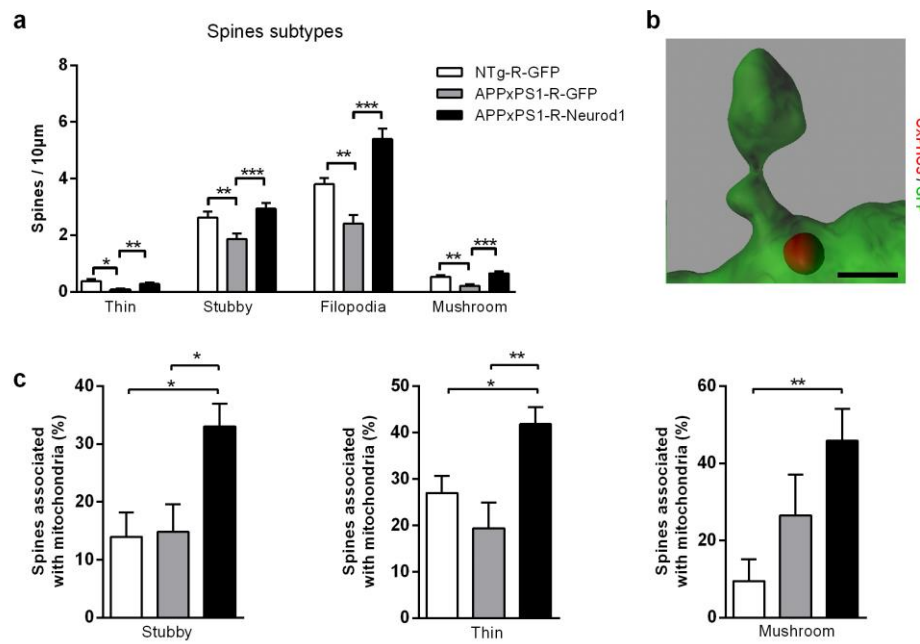 a
Spines subtypes
Spines / 10µm
8
6
4
2
0
* ** ** *** ** *** ** ***
Thin Stubby Filopodia Mushroom
NTg-R-GFP
APPxPS1-R-GFP
APPxPS1-R-Neurod1
b
c
Spines associated
with mitochondria (%)
40
30
20
10
0
*
*
Stubby
Spines associated
with mitochondria (%)
50
40
30
20
10
0
**
*
Thin
Spines associated
with mitochondria (%)
60
40
20
0
**
Mushroom